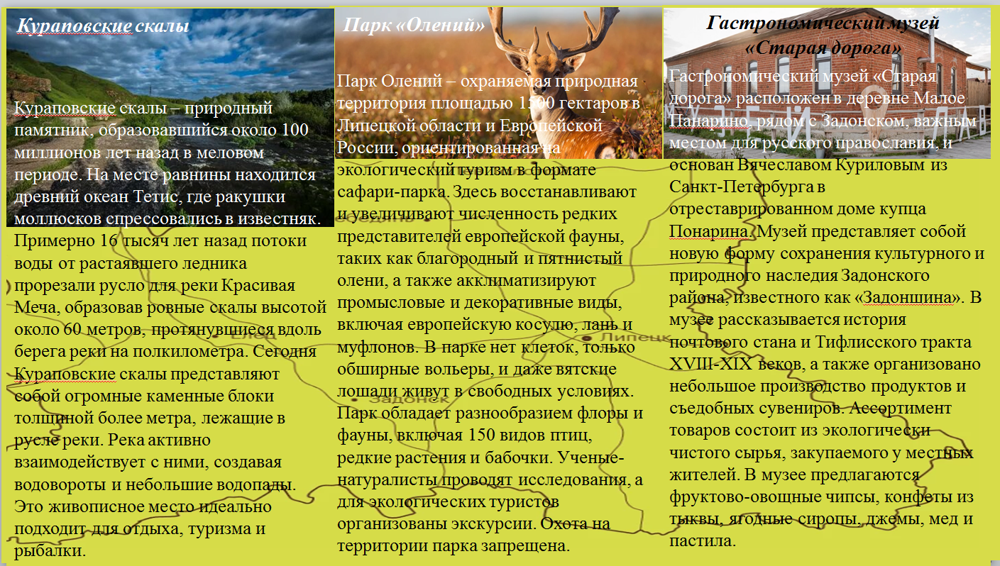 Кураповские скалы
Кураповские скалы – природный
памятник, образовавшийся около 100
миллионов лет назад в меловом
периоде. На месте равнины находился
древний океан Тетис, где ракушки
моллюсков спрессовались в известняк.
Примерно 16 тысяч лет назад потоки
воды от растаявшего ледника
прорезали русло для реки Красивая
Меча, образовав ровные скалы высотой
около 60 метров, протянувшиеся вдоль
берега реки на полкилометра. Сегодня
Кураповские скалы представляют
собой огромные каменные блоки
толщиной более метра, лежащие в
русле реки. Река активно
взаимодействует с ними, создавая
водовороты и небольшие водопады.
Это живописное место идеально
подходит для отдыха, туризма и
рыбалки.
Парк «Олений»
Парк Олений – охраняемая природная
территория площадью гектаров в
Липецкой области и Европейской
России, ориентированная на
экологический туризм в формате
сафари-парка. Здесь восстанавливают
и увеличивают численность редких
представителей европейской фауны,
таких как благородный и пятнистый
олени, а также акклиматизируют
промысловые и декоративные виды,
включая европейскую косулю, лань и
муфлонов. В парке нет клеток, только
обширные вольеры, и даже вятские
лошади живут в свободных условиях.
Парк обладает разнообразием флоры и
фауны, включая 150 видов птиц,
редкие растения и бабочки. Ученые-
натуралисты проводят исследования, а
для экологических туристов
организованы экскурсии. Охота на
территории парка запрещена.
Гастрономический музей
«Старая дорога»
Гастрономический музей «Старая
дорога» расположен в деревне Малое
Панарино, рядом с Задонском, важным
местом для русского православия, и
основан Вячеславом Куриловым из
Санкт-Петербурга в
отреставрированном доме купца
Понарина. Музей представляет собой
новую форму сохранения культурного и
природного наследия Задонского
района, известного как «Задонщина». В
музее рассказывается история
почтового стана и Тифлисского тракта
XVIII-XIX веков, а также организовано
небольшое производство продуктов и
съедобных сувениров. Ассортимент
товаров состоит из экологически
чистого сырья, закупаемого у местных
жителей. В музее предлагаются
фруктово-овощные чипсы, конфеты из
тыквы, ягодные сиропы, джемы, мед и
пастила.
Елец
Липецк
Задонск